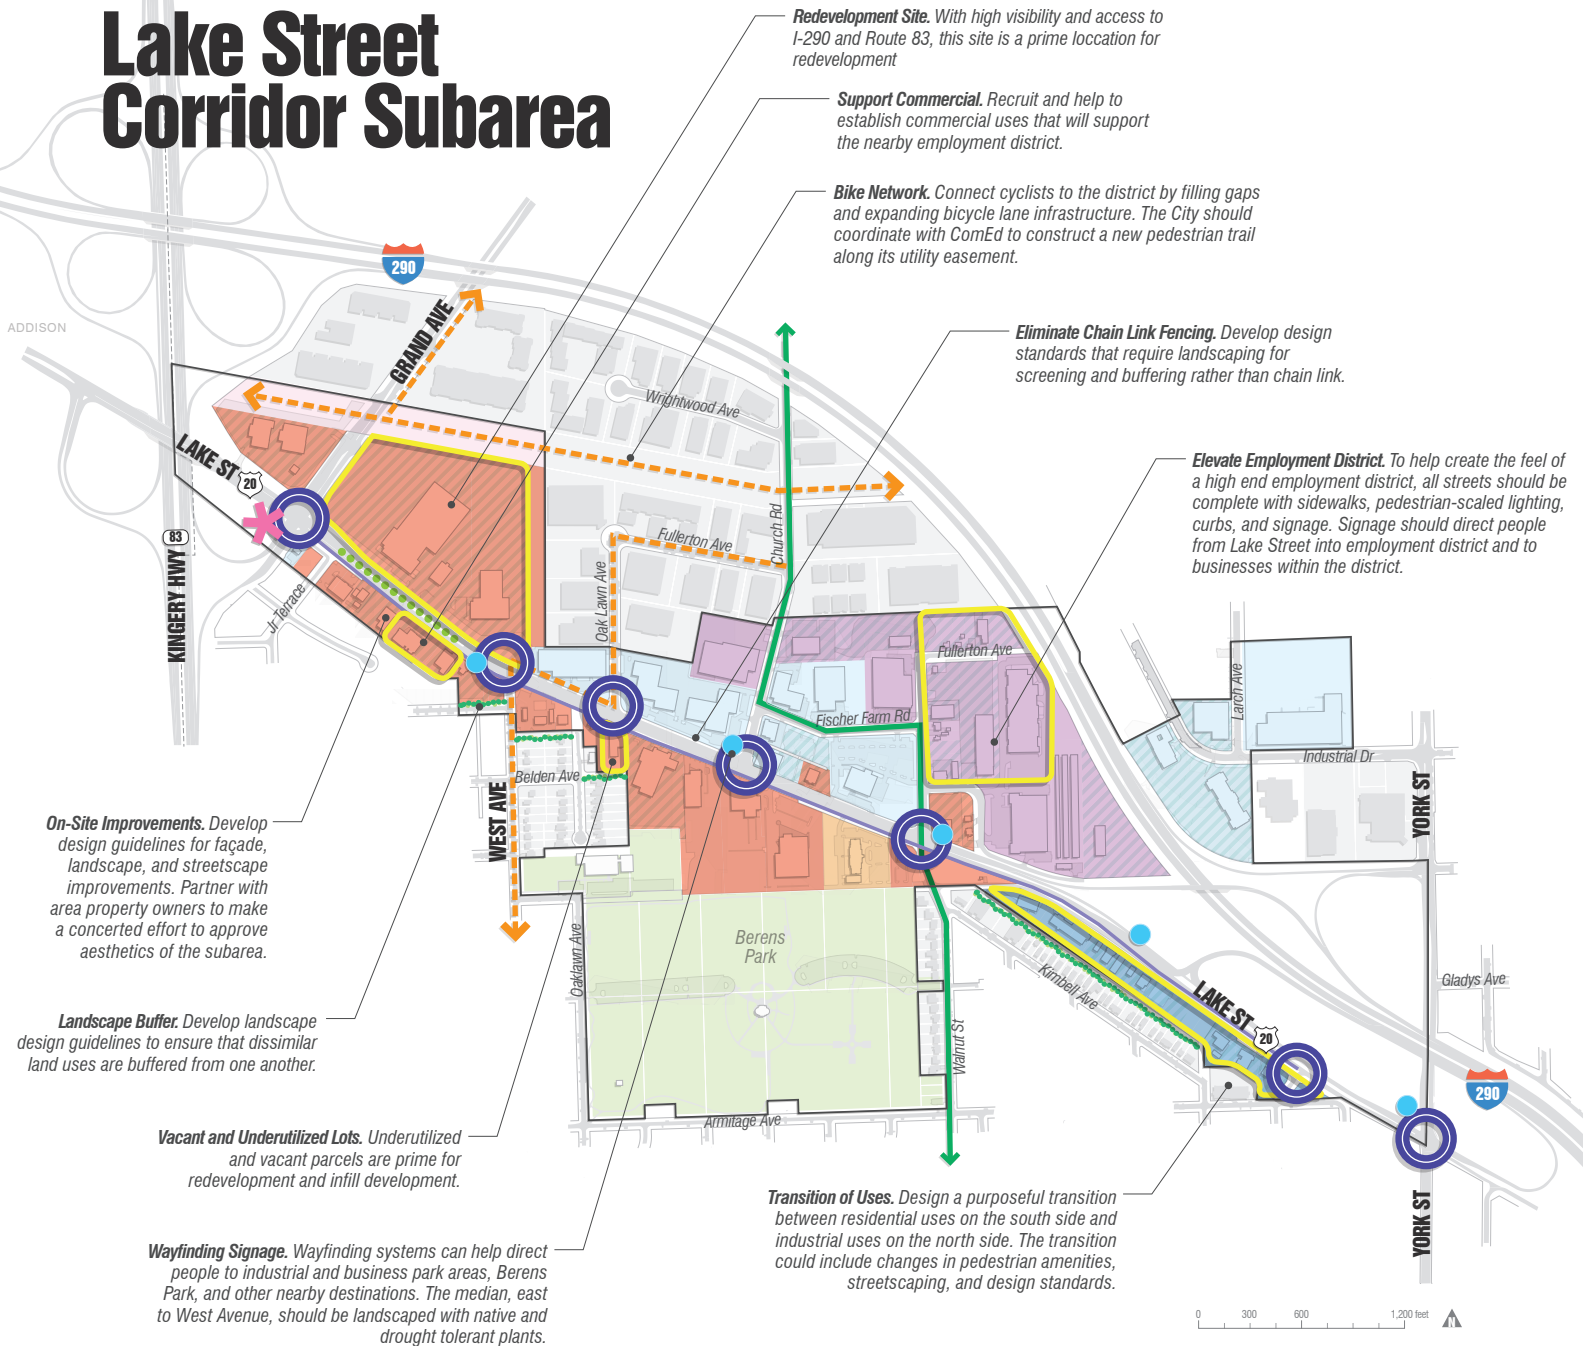 Lake Street
Corridor Subarea
Redevelopment Site. With high visibility and access to
I-290 and Route 83, this site is a prime loccation for
redevelopment
Support Commercial. Recruit and help to
establish commercial uses that will support
the nearby employment district.
Bike Network. Connect cyclists to the district by filling gaps
and expanding bicycle lane infrastructure. The City should
coordinate with ComEd to construct a new pedestrian trail
along its utility easement.
290
ADDISON
GRAND AVE
Eliminate Chain Link Fencing. Develop design
standards that require landscaping for
screening and buffering rather than chain link.
Wrightwood Ave
LAKE ST
20
Elevate Employment District. To help create the feel of
a high end employment district, all streets should be
complete with sidewalks, pedestrian-scaled lighting,
curbs, and signage. Signage should direct people
from Lake Street into employment district and to
businesses within the district.
83
KINGERY HWY
Jr Terrace
Fullerton Ave
Church Rd
Oak Lawn Ave
Fullerton Ave
Larch Ave
Fischer Farm Rd
Industrial Dr
Belden Ave
WEST AVE
YORK ST
On-Site Improvements. Develop
design guidelines for façade,
landscape, and streetscape
improvements. Partner with
area property owners to make
a concerted effort to approve
aesthetics of the subarea.
Oaklawn Ave
Berens
Park
Kimbell Ave
LAKE ST
20
Gladys Ave
Landscape Buffer. Develop landscape
design guidelines to ensure that dissimilar
land uses are buffered from one another.
Walnut St
290
Armitage Ave
Vacant and Underutilized Lots. Underutilized
and vacant parcels are prime for
redevelopment and infill development.
Transition of Uses. Design a purposeful transition
between residential uses on the south side and
industrial uses on the north side. The transition
could include changes in pedestrian amenities,
streetscaping, and design standards.
YORK ST
Wayfinding Signage. Wayfinding systems can help direct
people to industrial and business park areas, Berens
Park, and other nearby destinations. The median, east
to West Avenue, should be landscaped with native and
drought tolerant plants.
0 300 600 1,200 feet
N